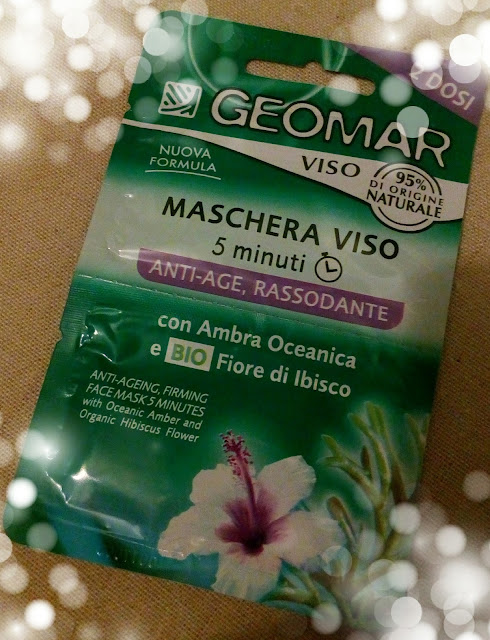 2 DOSI
GEOMAR
NUOVA
FORMULA
VISO
95%
DI ORIGINE
NATURALE
MASCHERA VISO
5 minuti
ANTI-AGE, RASSODANTE
con Ambra Oceanica
e BIO Fiore di Ibisco
ANTI-AGEING, FIRMING
FACE MASK 5 MINUTES
with Oceanic Amber and
Organic Hibiscus Flower